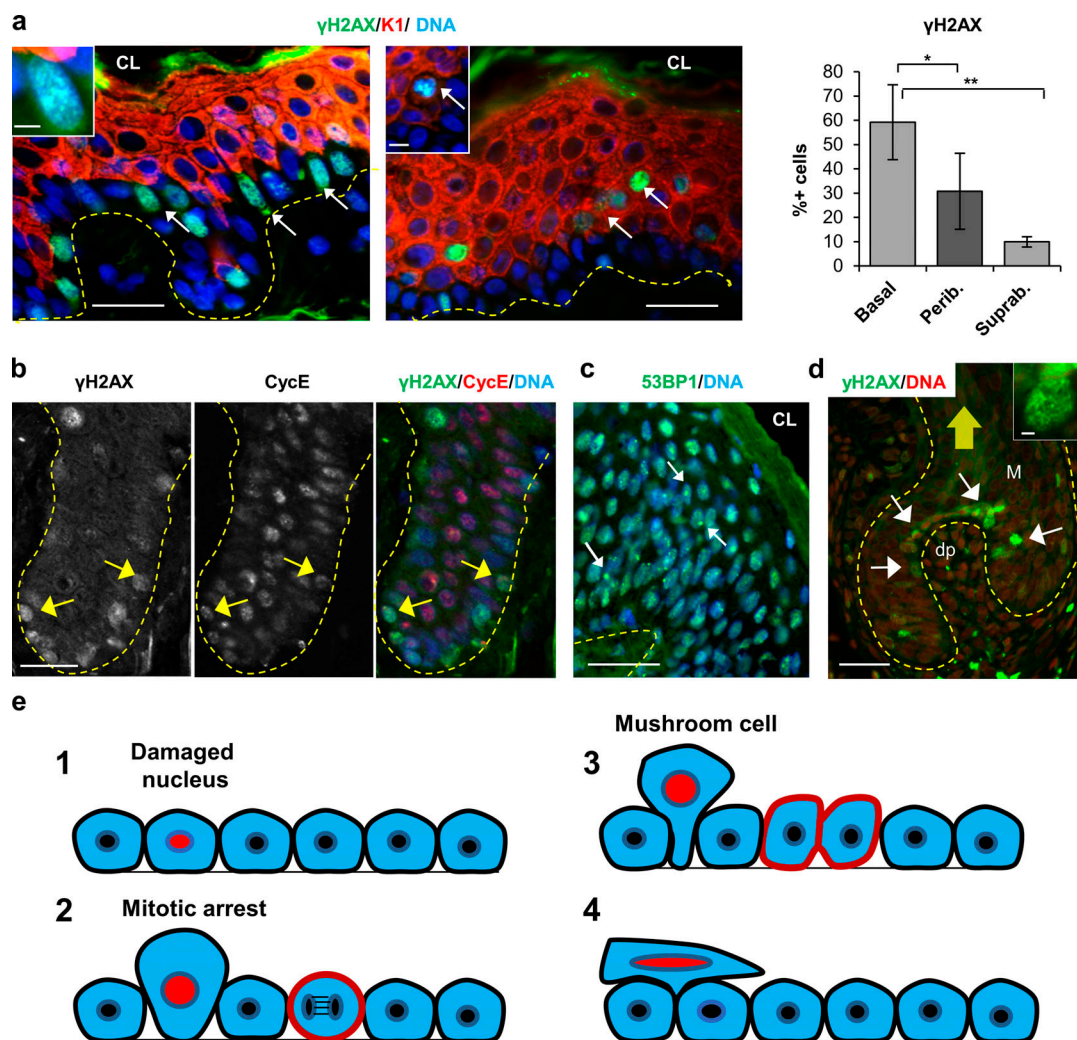 a
γH2AX/K1/ DNA
CL
CL
γH2AX
*
**
%+ cells
80
70
60
50
40
30
20
10
0
Basal
Perib.
Suprab.
b
γH2AX
CycE
γH2AX/CycE/DNA
c
53BP1/DNA
CL
d
yH2AX/DNA
M
dp
e
1
Damaged
nucleus
2
Mitotic arrest
Mushroom cell
3
4